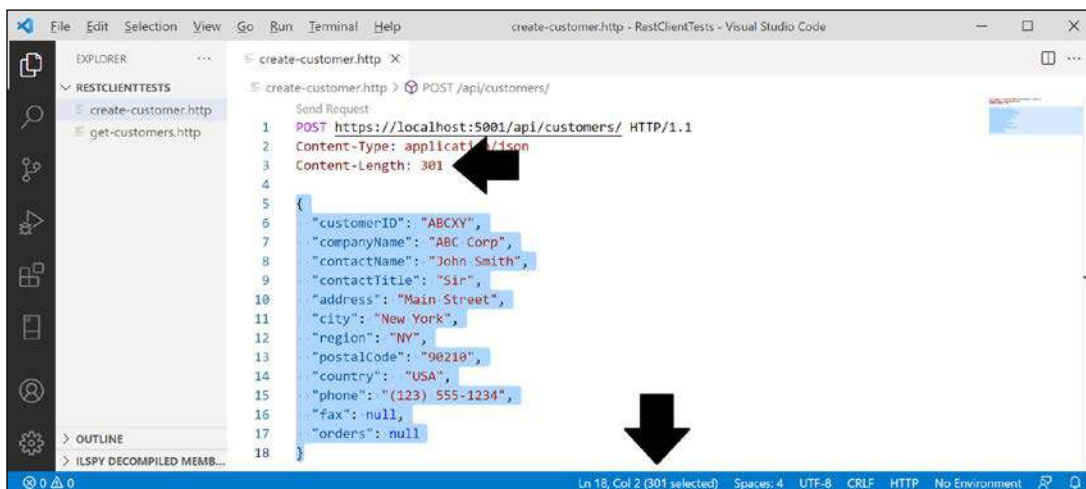 File Edit Selection View Go Run Terminal Help create-customer.http - RestClientTests - Visual Studio Code
EXPLORER ...
RESTCLIENTTESTS
create-customer.http
get-customers.http
OUTLINE
ILSPY DECOMPILED MEMB...
create-customer.http
create-customer.http > POST /api/customers/
Send Request
1 POST https://localhost:5001/api/customers/ HTTP/1.1
2 Content-Type: application/json
3 Content-Length: 301
4
5 {
6 "customerID": "ABCXY",
7 "companyName": "ABC Corp",
8 "contactName": "John Smith",
9 "contactTitle": "Sir",
10 "address": "Main Street",
11 "city": "New York",
12 "region": "NY",
13 "postalCode": "90210",
14 "country": "USA",
15 "phone": "(123) 555-1234",
16 "fax": null,
17 "orders": null
18 }
0 0 Ln 18, Col 2 (301 selected) Spaces: 4 UTF-8 CRLF HTTP No Environment